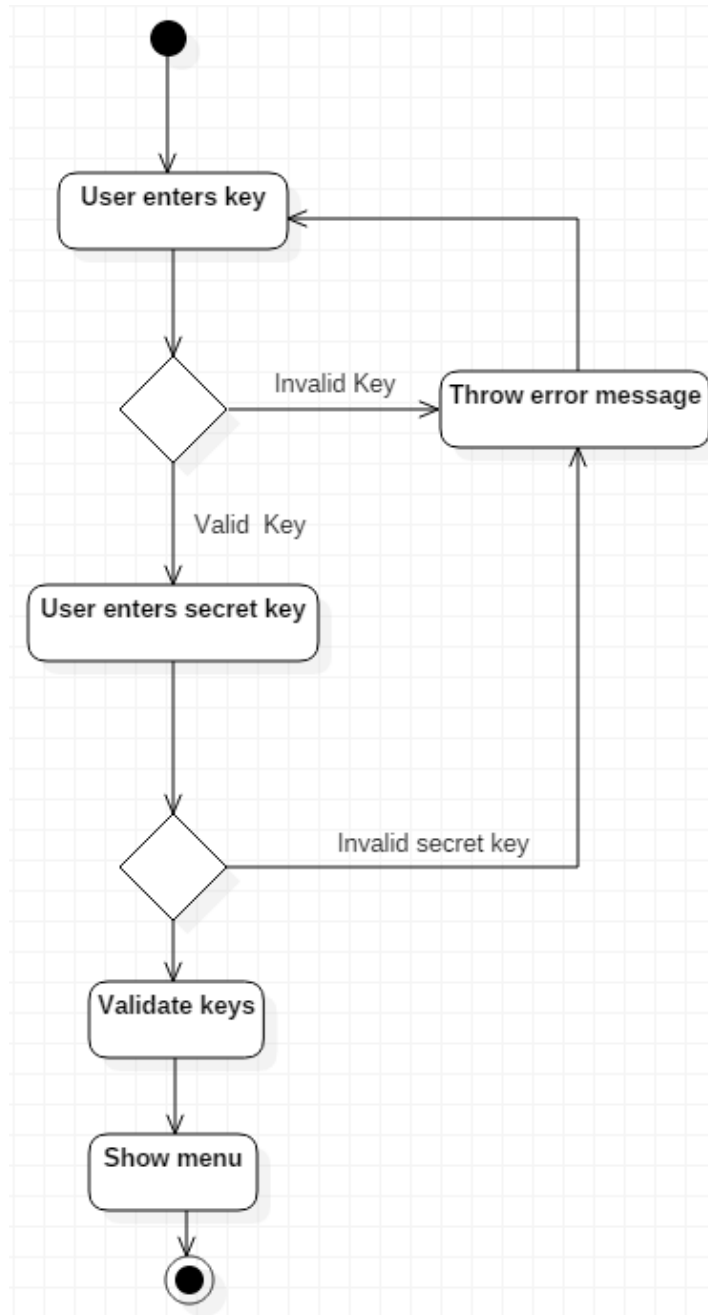 User enters key
Invalid Key
Throw error message
Valid  Key
User enters secret key
Invalid secret key
Validate keys
Show menu